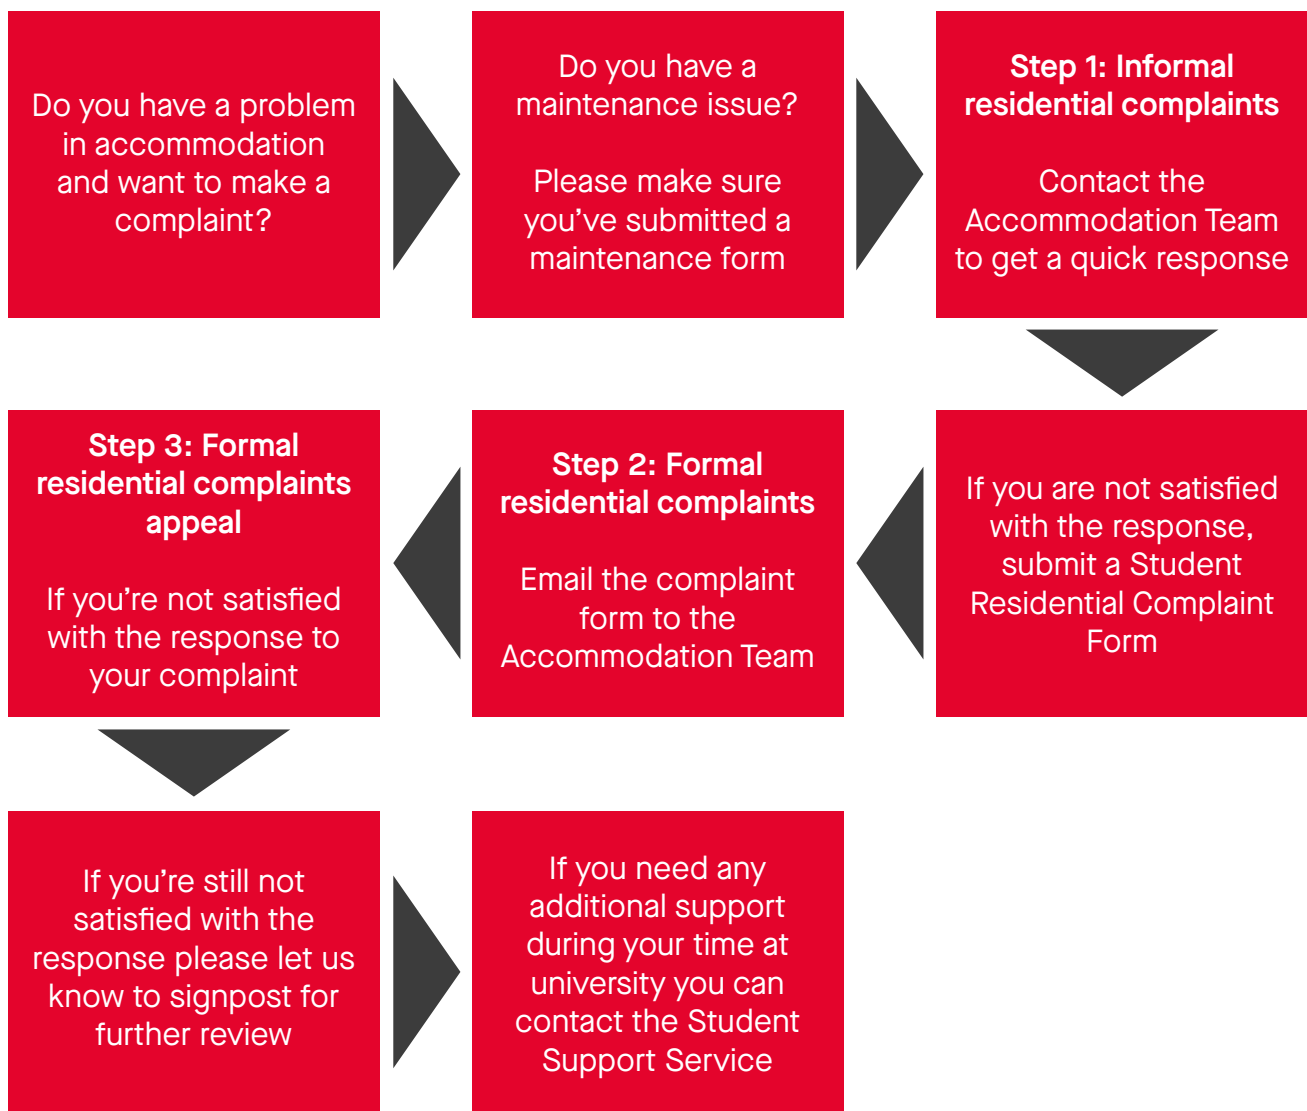 Do you have a problem
in accommodation
and want to make a
complaint?
Do you have a
maintenance issue?
Please make sure
you’ve submitted a
maintenance form
Step 1: Informal
residential complaints
Contact the
Accommodation Team
to get a quick response
If you are not satisfied
with the response,
submit a Student
Residential Complaint
Form
Step 2: Formal
residential complaints
Email the complaint
form to the
Accommodation Team
Step 3: Formal
residential complaints
appeal
If you’re not satisfied
with the response to
your complaint
If you’re still not
satisfied with the
response please let us
know to signpost for
further review
If you need any
additional support
during your time at
university you can
contact the Student
Support Service